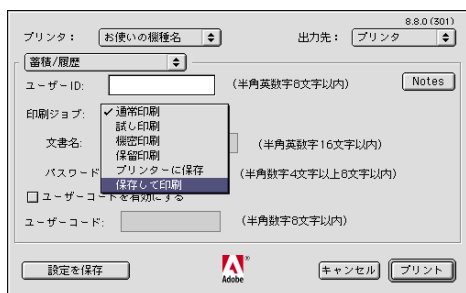 8.8.0 (301)
プリンタ： お使いの機種名 出力先： プリンタ
蓄積/履歴
ユーザーID: (半角英数字8文字以内) Notes
印刷ジョブ: ✓通常印刷
試し印刷
文書名: 機密印刷 (半角英数字16文字以内)
保留印刷
パスワード プリンターに保存 (半角数字4文字以上8文字以内)
保存して印刷
ユーザーコードを有効にする
ユーザーコード: (半角数字8文字以内)
設定を保存 Adobe キャンセル プリント